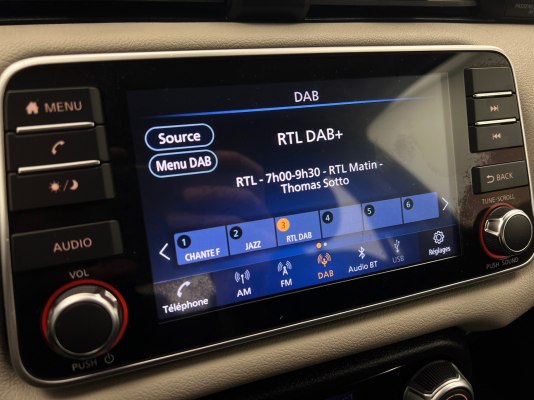 DAB
MENU
Source
RTL DAB+
Menu DAB
BACK
RTL - 7h00-9h30 - RTL Matin -
Thomas Sotto
TUNE·SCROLL
AUDIO
1 2 3 4 5 6
CHANTE F JAZZ RTL DAB
VOL
AM FM DAB Audio BT USB Réglages
Téléphone
PUSH SOUND
PUSH